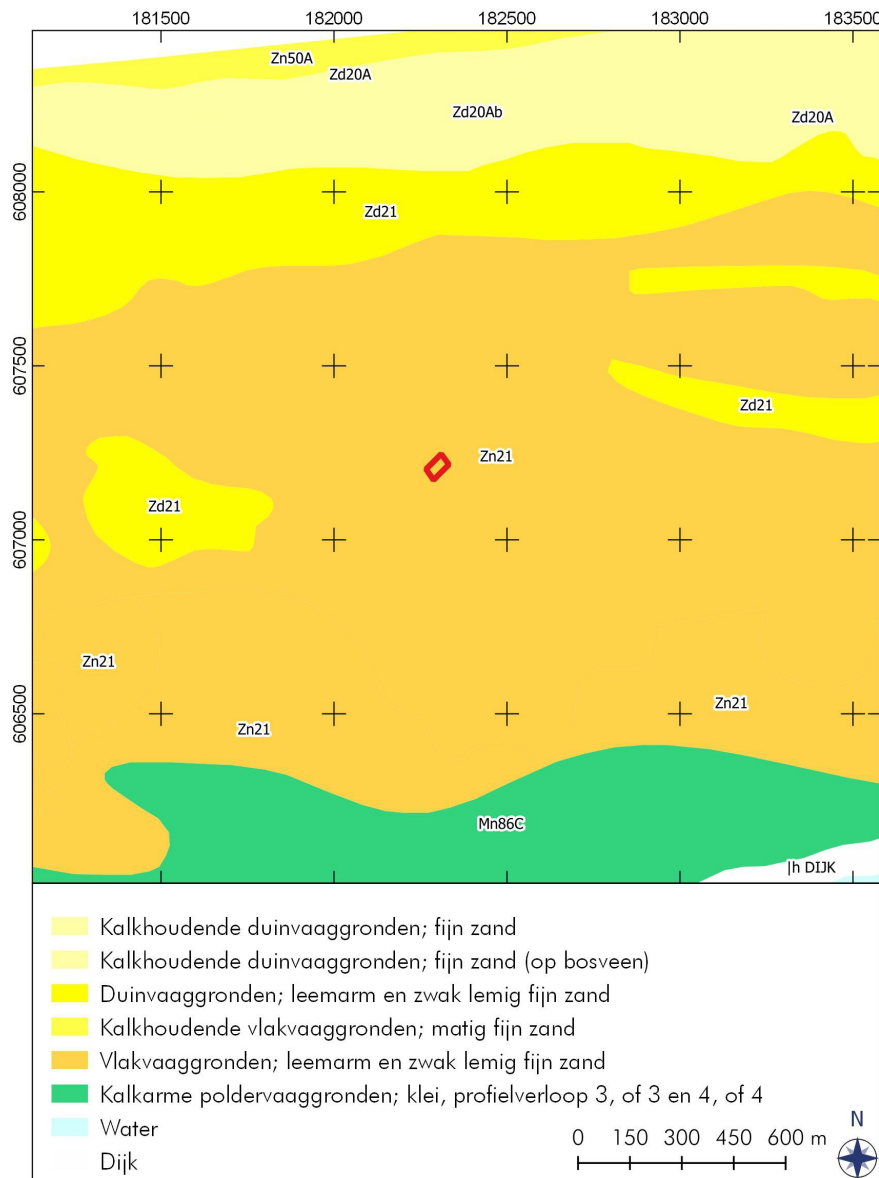 181500 182000 182500 183000 183500
Zn50A
Zd20A
Zd20Ab
Zd20A
608000
Zd21
607500
Zd21
Zn21
Zd21
607000
Zn21
Zn21
Zn21
606500
Mn86C
|h DIJK
Kalkhoudende duinvaaggronden; fijn zand
Kalkhoudende duinvaaggronden; fijn zand (op bosveen)
Duinvaaggronden; leemarm en zwak lemig fijn zand
Kalkhoudende vlakvaaggronden; matig fijn zand
Vlakvaaggronden; leemarm en zwak lemig fijn zand
Kalkarme poldervaaggronden; klei, profielverloop 3, of 3 en 4, of 4
Water
Dijk
0 150 300 450 600 m
N